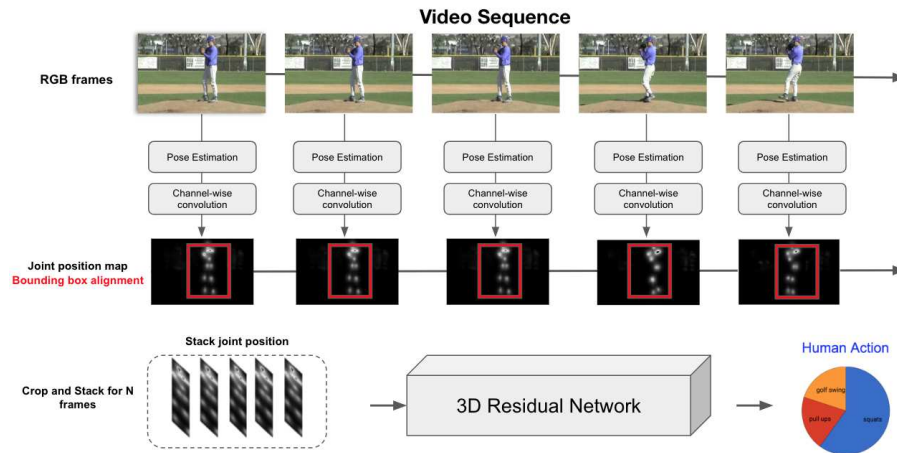 Video Sequence
RGB frames
Pose Estimation
Pose Estimation
Pose Estimation
Pose Estimation
Pose Estimation
Channel-wise
convolution
Channel-wise
convolution
Channel-wise
convolution
Channel-wise
convolution
Channel-wise
convolution
Joint position map
Bounding box alignment
Stack joint position
Crop and Stack for N
frames
3D Residual Network
Human Action
golf swing
pull ups
squats